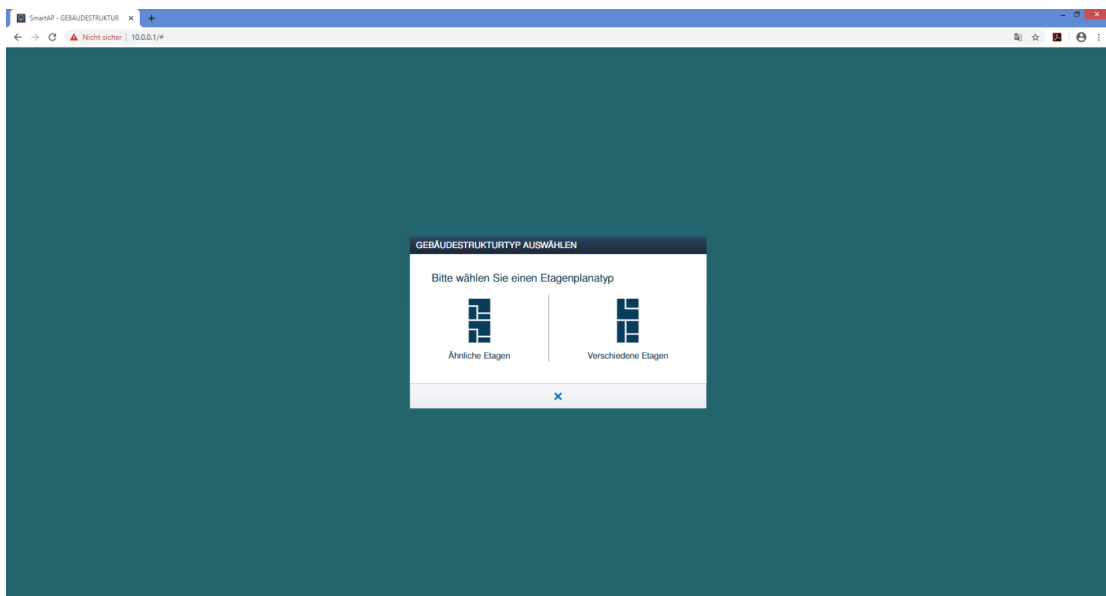 SmartAP - GEBÄUDESTRUKTUR
Nicht sicher | 10.0.0.1/#
GEBÄUDESTRUKTURTYP AUSWÄHLEN
Bitte wählen Sie einen Etagenplanatyp
Ähnliche Etagen
Verschiedene Etagen